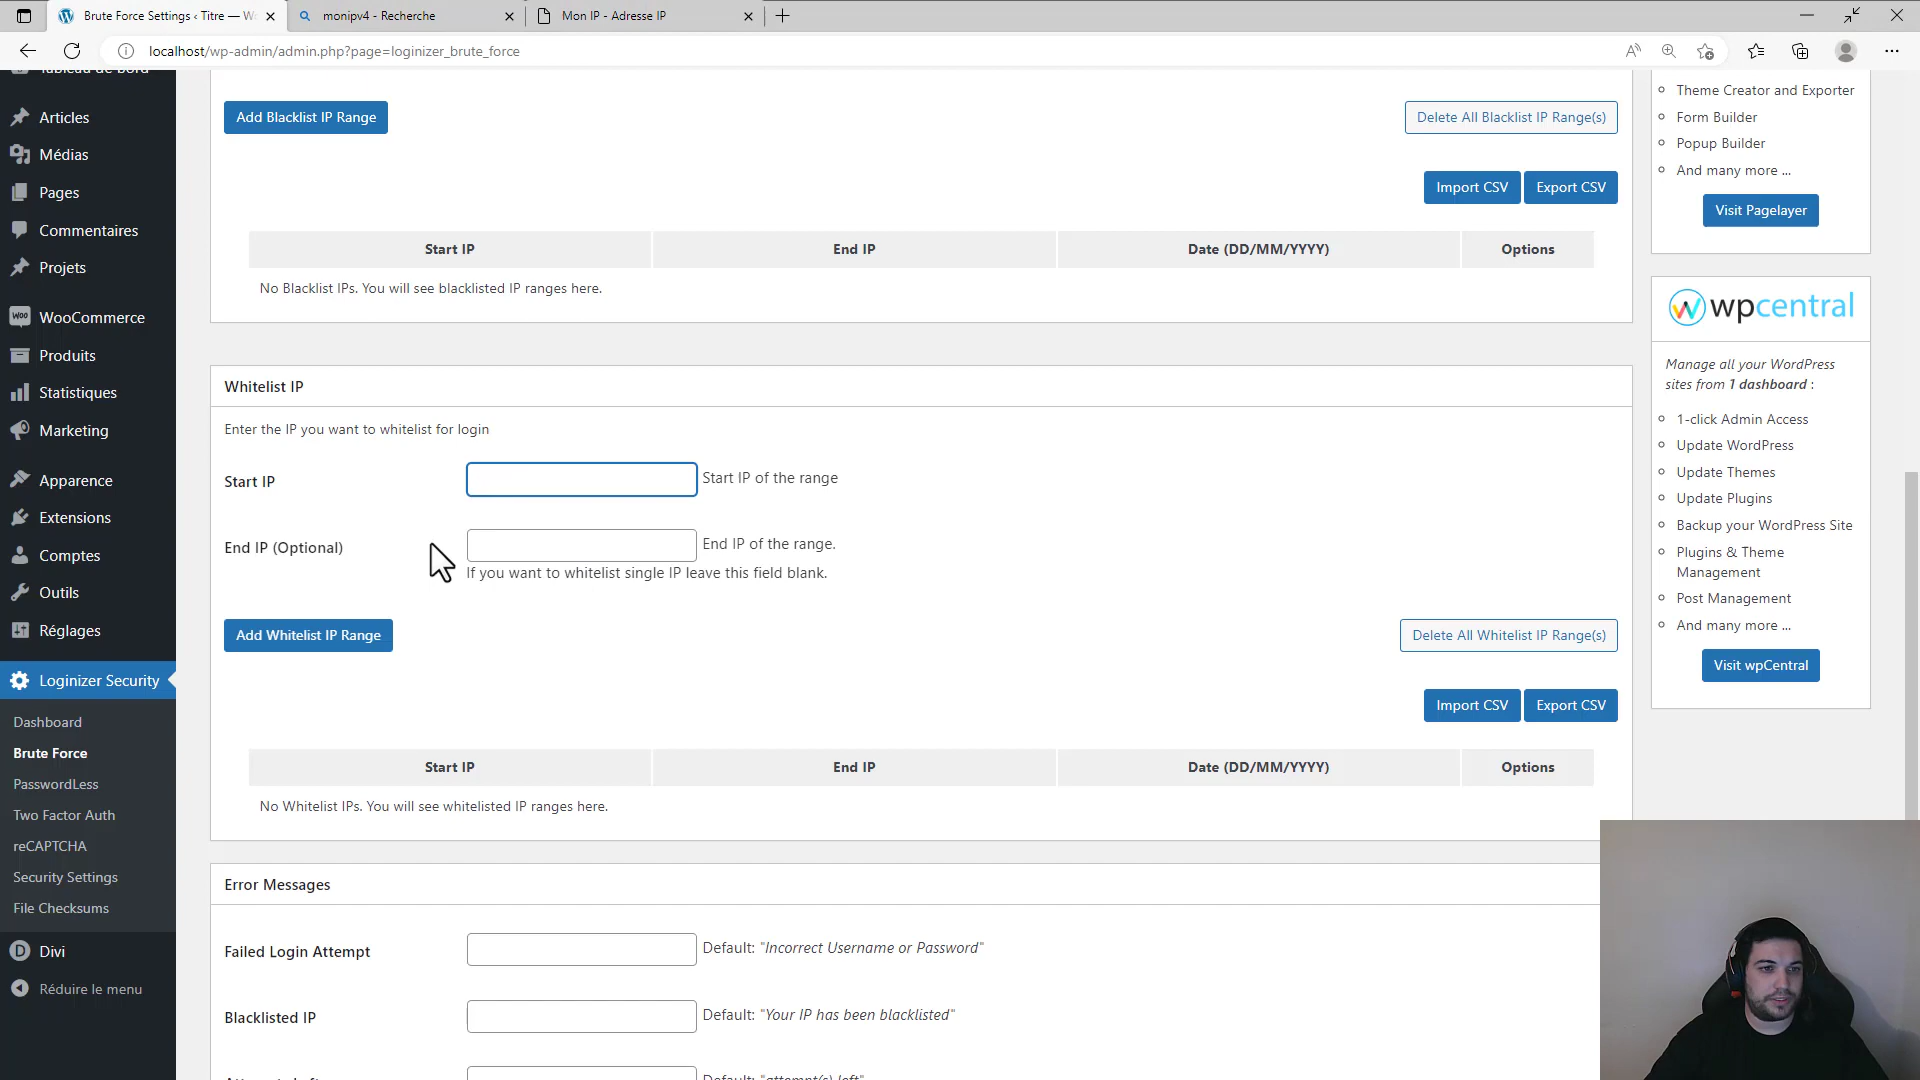 Brute Force Settings ‹ Titre — W
monipv4 - Recherche
Mon IP - Adresse IP
localhost/wp-admin/admin.php?page=loginizer_brute_force
Tableau de bord
Articles
Médias
Pages
Commentaires
Projets
WooCommerce
Produits
Statistiques
Marketing
Apparence
Extensions
Comptes
Outils
Réglages
Loginizer Security
Dashboard
Brute Force
PasswordLess
Two Factor Auth
reCAPTCHA
Security Settings
File Checksums
Divi
Réduire le menu
Add Blacklist IP Range
Delete All Blacklist IP Range(s)
Import CSV
Export CSV
Start IP
End IP
Date (DD/MM/YYYY)
Options
No Blacklist IPs. You will see blacklisted IP ranges here.
Whitelist IP
Enter the IP you want to whitelist for login
Start IP
Start IP of the range
End IP (Optional)
End IP of the range.
If you want to whitelist single IP leave this field blank.
Add Whitelist IP Range
Delete All Whitelist IP Range(s)
Import CSV
Export CSV
Start IP
End IP
Date (DD/MM/YYYY)
Options
No Whitelist IPs. You will see whitelisted IP ranges here.
Error Messages
Failed Login Attempt
Default: "Incorrect Username or Password"
Blacklisted IP
Default: "Your IP has been blacklisted"
Default: "attempt(s) left"
Theme Creator and Exporter
Form Builder
Popup Builder
And many more ...
Visit Pagelayer
wpcentral
Manage all your WordPress
sites from 1 dashboard :
1-click Admin Access
Update WordPress
Update Themes
Update Plugins
Backup your WordPress Site
Plugins & Theme
Management
Post Management
And many more ...
Visit wpCentral